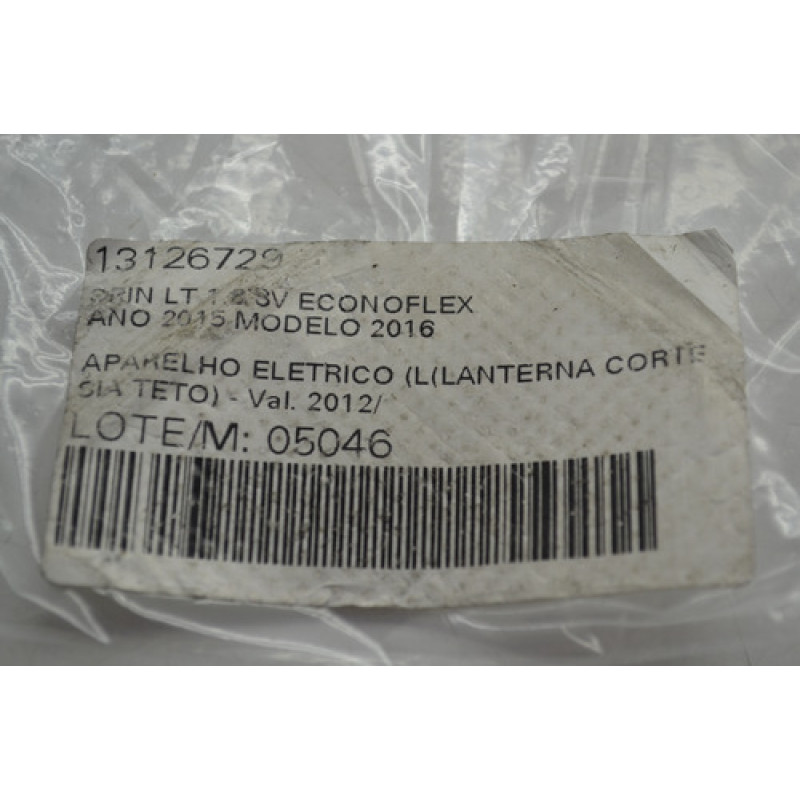 13126729
SPIN LT 1.8 8V ECONOFLEX
ANO 2015 MODELO 2016
APARELHO ELETRICO (L(LANTERNA CORTE
SIA TETO) - Val. 2012/
LOTE/M: 05046